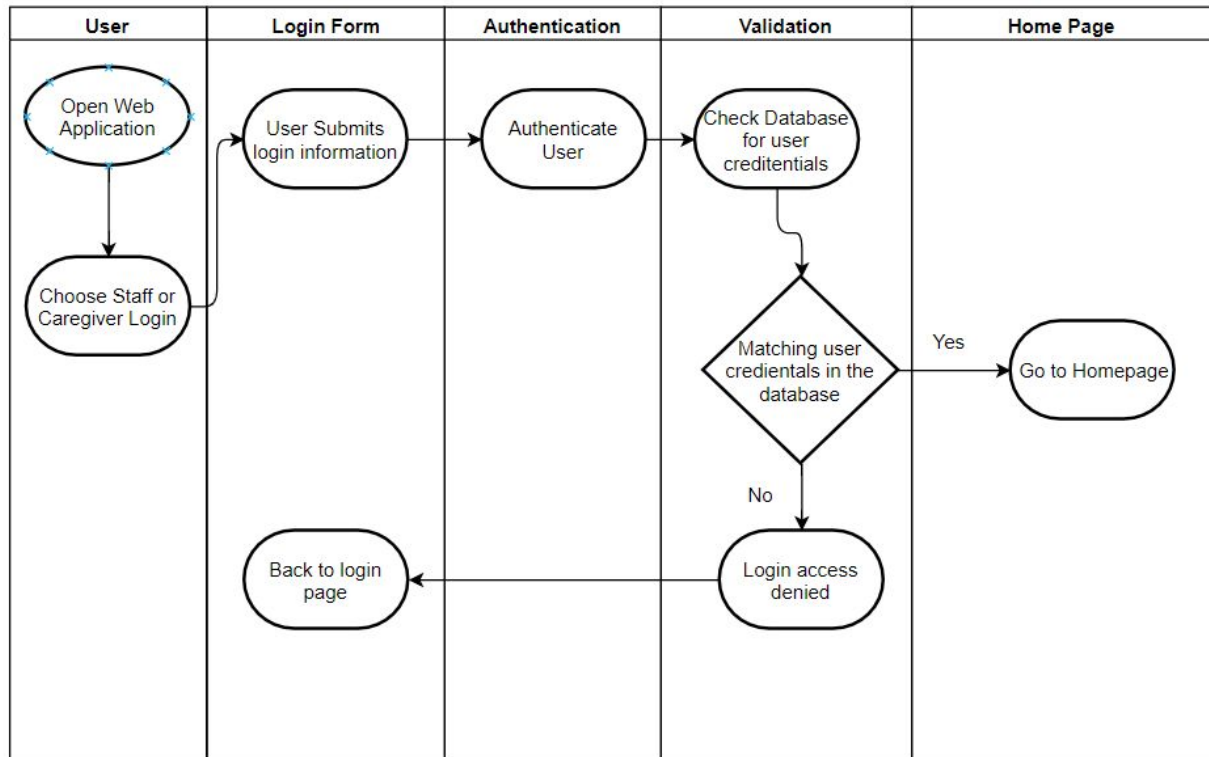 User
Login Form
Authentication
Validation
Home Page
Open Web
Application
User Submits
login information
Authenticate
User
Check Database
for user
creditentials
Choose Staff or
Caregiver Login
Matching user
credientals in the
database
Yes
Go to Homepage
No
Back to login
page
Login access
denied